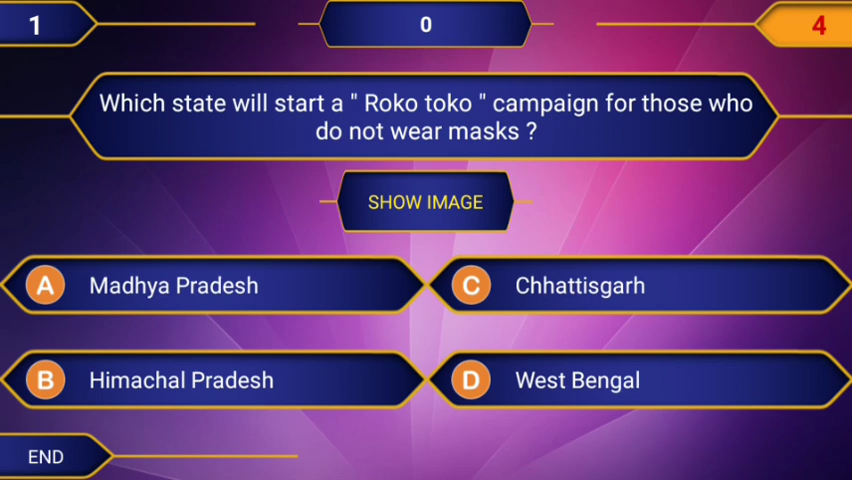 1
0
4
Which state will start a " Roko toko " campaign for those who
do not wear masks ?
SHOW IMAGE
A Madhya Pradesh
C Chhattisgarh
B Himachal Pradesh
D West Bengal
END